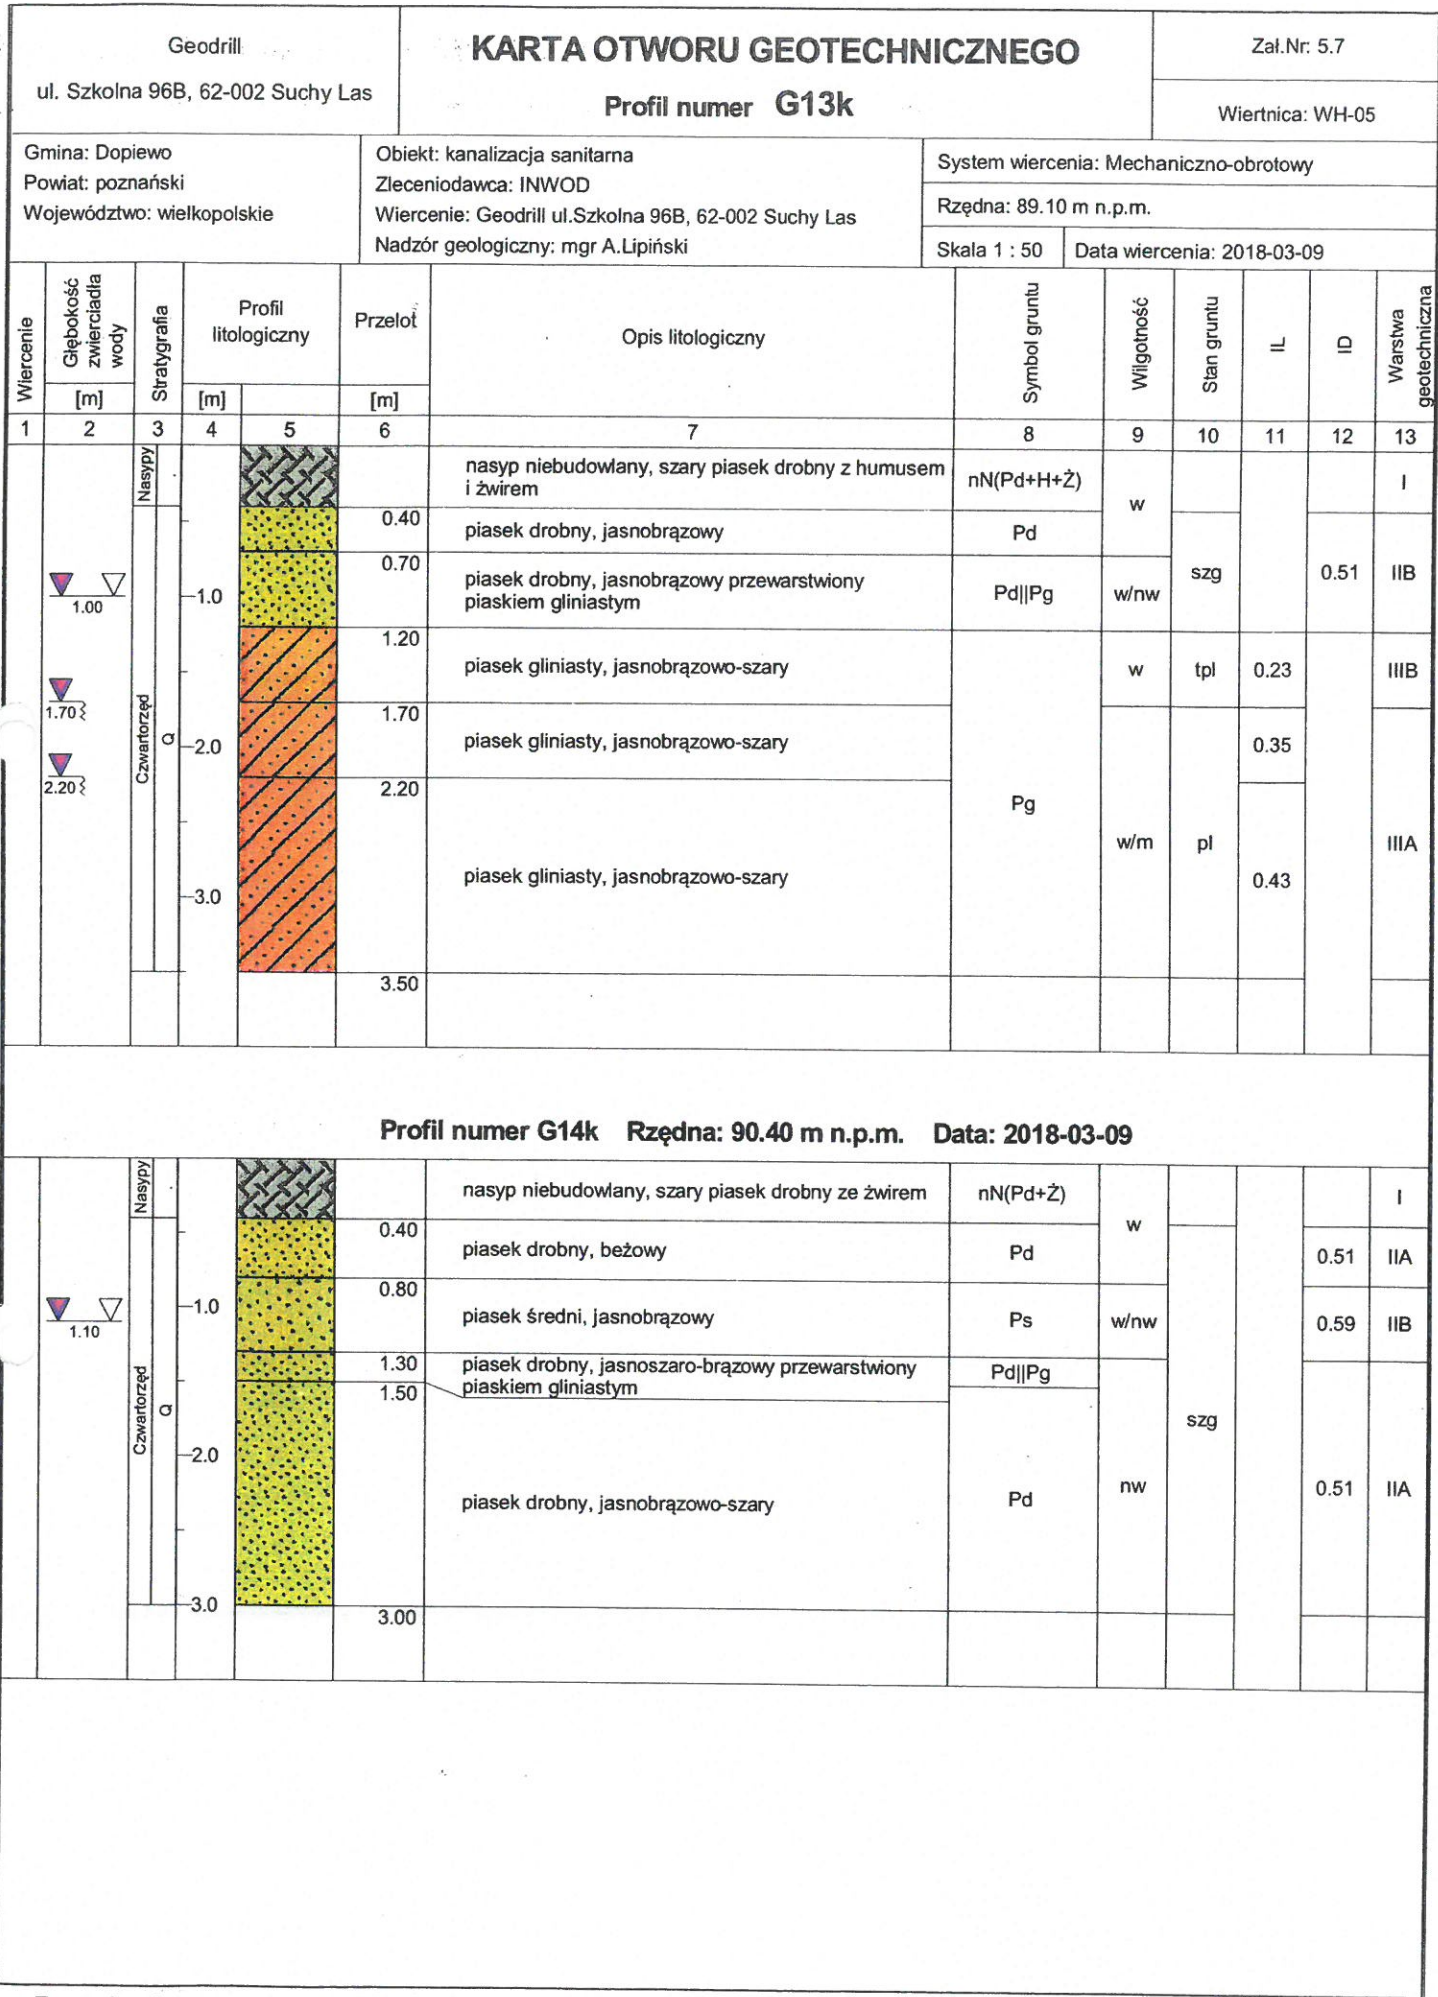 Geodrill
ul. Szkolna 96B, 62-002 Suchy Las
KARTA OTWORU GEOTECHNICZNEGO
Profil numer G13k
Zał.Nr: 5.7
Wiertnica: WH-05
Gmina: Dopiewo
Powiat: poznański
Województwo: wielkopolskie
Obiekt: kanalizacja sanitarna
Zleceniodawca: INWOD
Wiercenie: Geodrill ul.Szkolna 96B, 62-002 Suchy Las
Nadzór geologiczny: mgr A.Lipiński
System wiercenia: Mechaniczno-obrotowy
Rzędna: 89.10 m n.p.m.
Skala 1 : 50 Data wiercenia: 2018-03-09
Wiercenie
Głębokość
zwierciadła
wody
[m]
Stratygrafia
Profil
litologiczny
[m]
Przelot
[m]
Opis litologiczny
Symbol gruntu
Wilgotność
Stan gruntu
IL
ID
Warstwa
geotechniczna
1 2 3 4 5 6 7 8 9 10 11 12 13
Nasypy
nasyp niebudowlany, szary piasek drobny z humusem
i żwirem
nN(Pd+H+Ż)
w
I
0.40
piasek drobny, jasnobrązowy
Pd
0.70
piasek drobny, jasnobrązowy przewarstwiony
piaskiem gliniastym
Pd||Pg
w/nw
szg
0.51
IIB
1.00
1.0
1.20
piasek gliniasty, jasnobrązowo-szary
w
tpl
0.23
IIIB
1.70
1.70
piasek gliniasty, jasnobrązowo-szary
0.35
Czwartorzęd
Q
2.0
2.20
2.20
Pg
w/m
pl
IIIA
piasek gliniasty, jasnobrązowo-szary
0.43
3.0
3.50
Profil numer G14k Rzędna: 90.40 m n.p.m. Data: 2018-03-09
Nasypy
nasyp niebudowlany, szary piasek drobny ze żwirem
nN(Pd+Ż)
w
I
0.40
piasek drobny, beżowy
Pd
0.51
IIA
0.80
1.0
1.10
piasek średni, jasnobrązowy
Ps
w/nw
0.59
IIB
1.30
piasek drobny, jasnoszaro-brązowy przewarstwiony
piaskiem gliniastym
Pd||Pg
1.50
Czwartorzęd
Q
szg
2.0
piasek drobny, jasnobrązowo-szary
Pd
nw
0.51
IIA
3.0
3.00